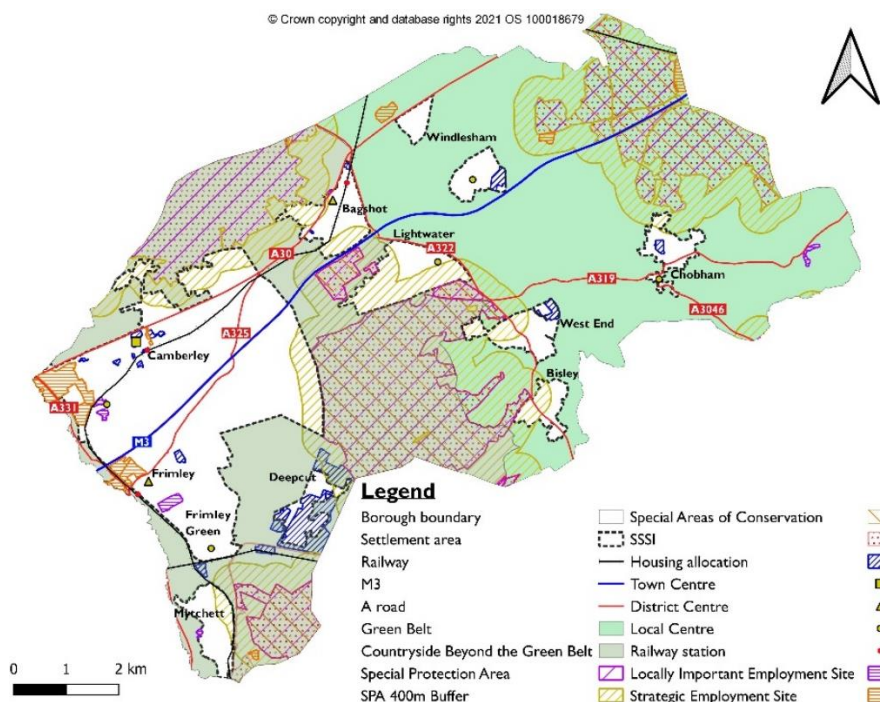 © Crown copyright and database rights 2021 OS 100018679
Windlesham
Bagshot
Lightwater
A322
A30
A319
Chobham
A3046
A325
West End
Camberley
Bisley
A331
M3
Frimley
Deepcut
Frimley
Green
Mytchett
0 1 2 km
Legend
Borough boundary
Settlement area
Railway
M3
A road
Green Belt
Countryside Beyond the Green Belt
Special Protection Area
SPA 400m Buffer
Special Areas of Conservation
SSSI
Housing allocation
Town Centre
District Centre
Local Centre
Railway station
Locally Important Employment Site
Strategic Employment Site